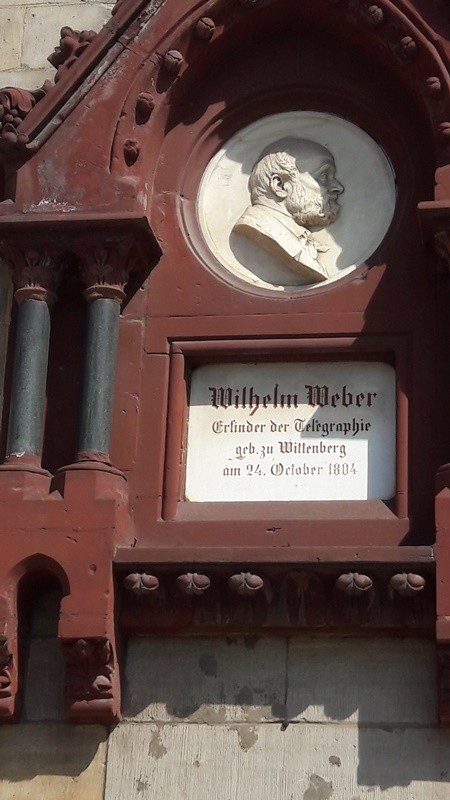 Wilhelm Weber
Erfinder der Telegraphie
geb. zu Wittenberg
am 24. October 1804